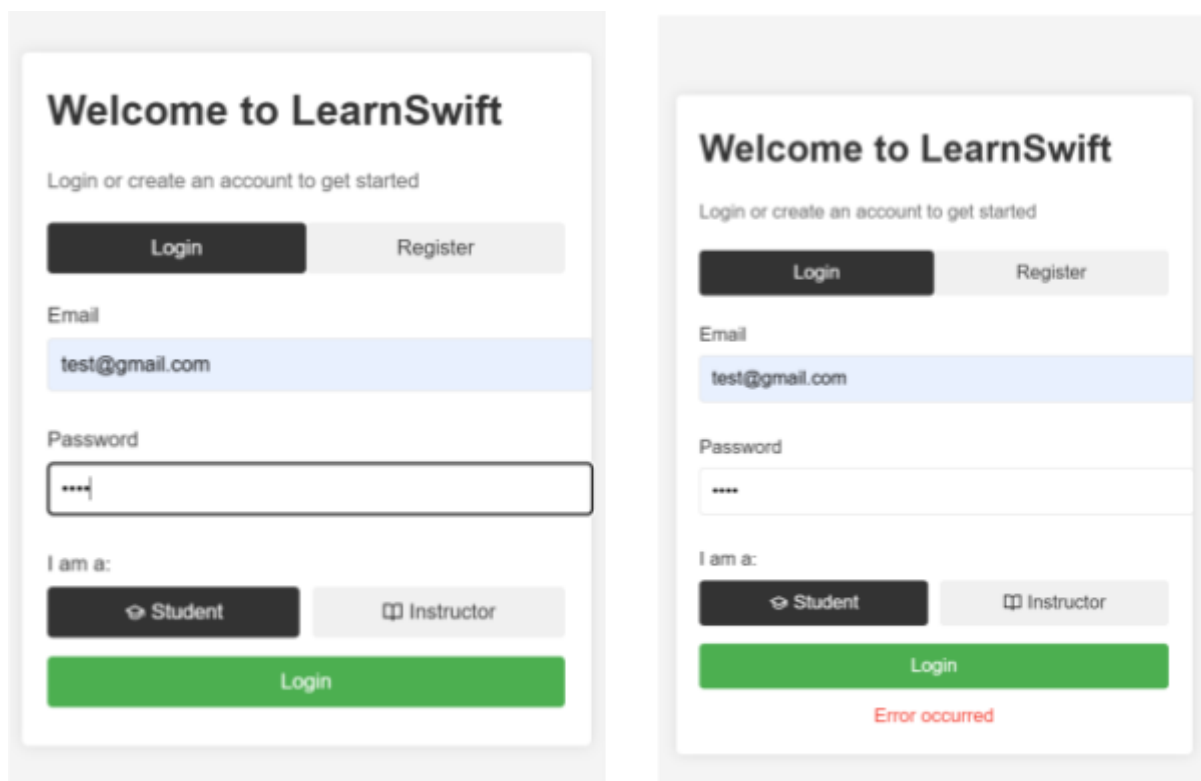 Welcome to LearnSwift
Login or create an account to get started
Login Register
Email
test@gmail.com
Password
••••
I am a:
Student Instructor
Login
Welcome to LearnSwift
Login or create an account to get started
Login Register
Email
test@gmail.com
Password
••••
I am a:
Student Instructor
Login
Error occurred